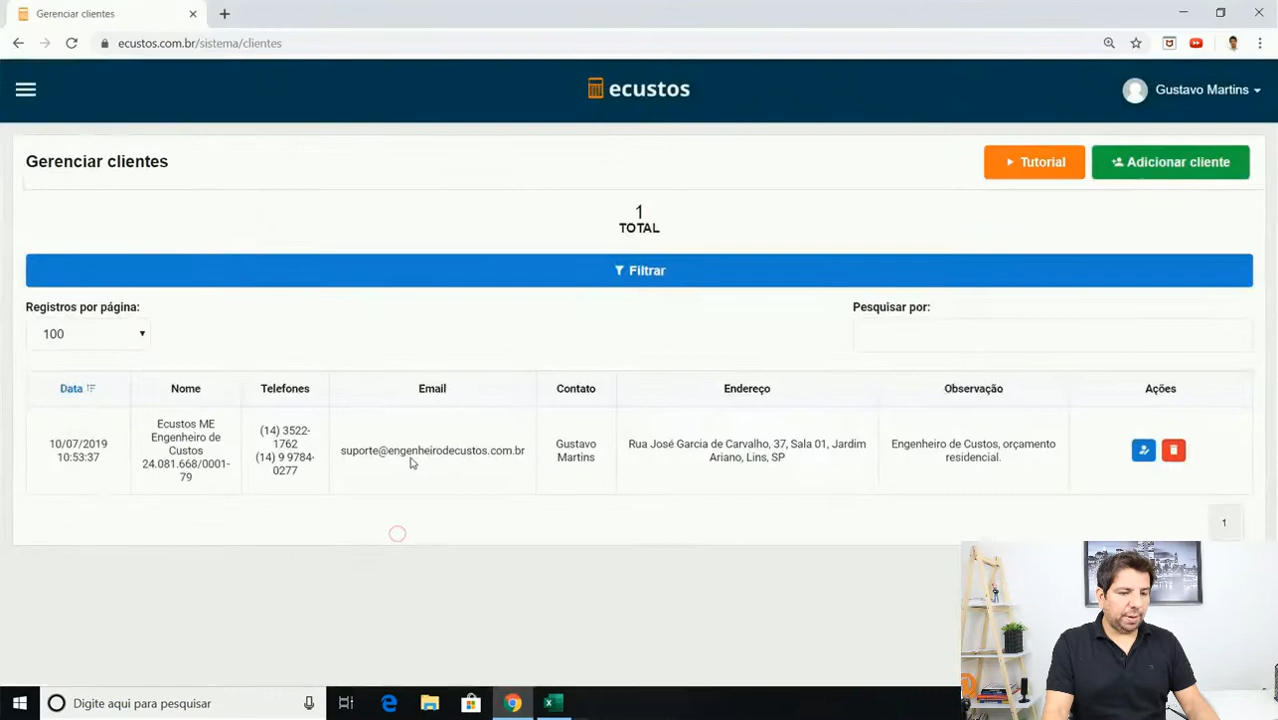 Gerenciar clientes
ecustos.com.br/sistema/clientes
ecustos
Gustavo Martins
Gerenciar clientes
Tutorial
Adicionar cliente
1
TOTAL
Filtrar
Registros por página:
Pesquisar por:
100
Data
Nome
Telefones
Email
Contato
Endereço
Observação
Ações
10/07/2019
10:53:37
Ecustos ME
Engenheiro de
Custos
24.081.668/0001-
79
(14) 3522-
1762
(14) 9 9784-
0277
suporte@engenheirodecustos.com.br
Gustavo
Martins
Rua José Garcia de Carvalho, 37, Sala 01, Jardim
Ariano, Lins, SP
Engenheiro de Custos, orçamento
residencial.
1
Digite aqui para pesquisar